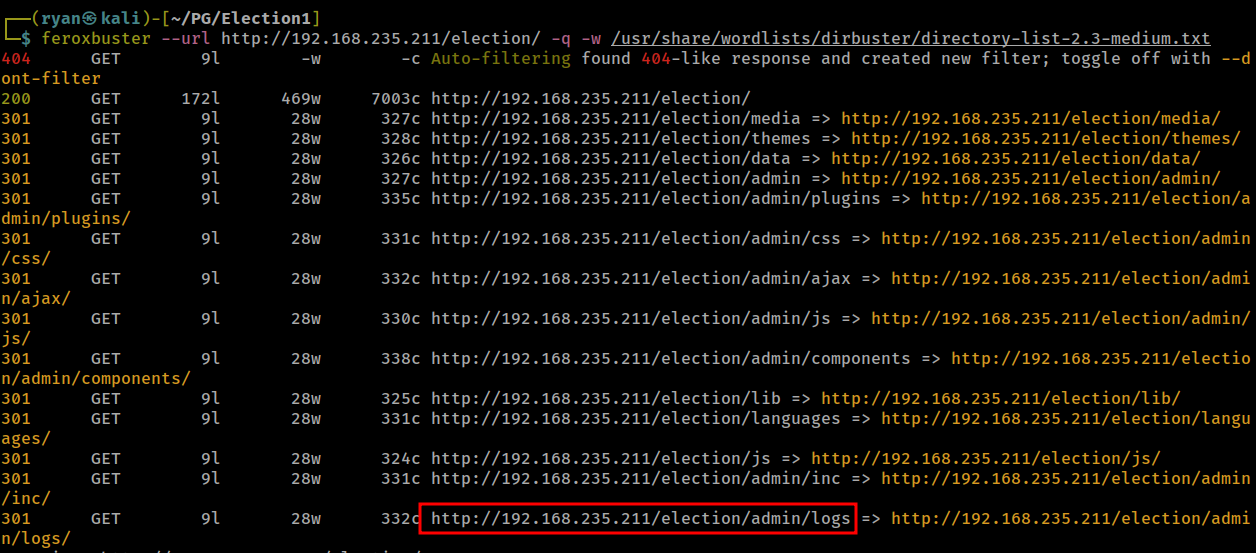 ┌──(ryan㉿kali)-[~/PG/Election1]
└─$ feroxbuster --url http://192.168.235.211/election/ -q -w /usr/share/wordlists/dirbuster/directory-list-2.3-medium.txt
404 GET 9l -w -c Auto-filtering found 404-like response and created new filter; toggle off with --d
ont-filter
200 GET 172l 469w 7003c http://192.168.235.211/election/
301 GET 9l 28w 327c http://192.168.235.211/election/media => http://192.168.235.211/election/media/
301 GET 9l 28w 328c http://192.168.235.211/election/themes => http://192.168.235.211/election/themes/
301 GET 9l 28w 326c http://192.168.235.211/election/data => http://192.168.235.211/election/data/
301 GET 9l 28w 327c http://192.168.235.211/election/admin => http://192.168.235.211/election/admin/
301 GET 9l 28w 335c http://192.168.235.211/election/admin/plugins => http://192.168.235.211/election/a
dmin/plugins/
301 GET 9l 28w 331c http://192.168.235.211/election/admin/css => http://192.168.235.211/election/admin
/css/
301 GET 9l 28w 332c http://192.168.235.211/election/admin/ajax => http://192.168.235.211/election/admi
n/ajax/
301 GET 9l 28w 330c http://192.168.235.211/election/admin/js => http://192.168.235.211/election/admin/
js/
301 GET 9l 28w 338c http://192.168.235.211/election/admin/components => http://192.168.235.211/electio
n/admin/components/
301 GET 9l 28w 325c http://192.168.235.211/election/lib => http://192.168.235.211/election/lib/
301 GET 9l 28w 331c http://192.168.235.211/election/languages => http://192.168.235.211/election/langu
ages/
301 GET 9l 28w 324c http://192.168.235.211/election/js => http://192.168.235.211/election/js/
301 GET 9l 28w 331c http://192.168.235.211/election/admin/inc => http://192.168.235.211/election/admin
/inc/
301 GET 9l 28w 332c http://192.168.235.211/election/admin/logs => http://192.168.235.211/election/admi
n/logs/